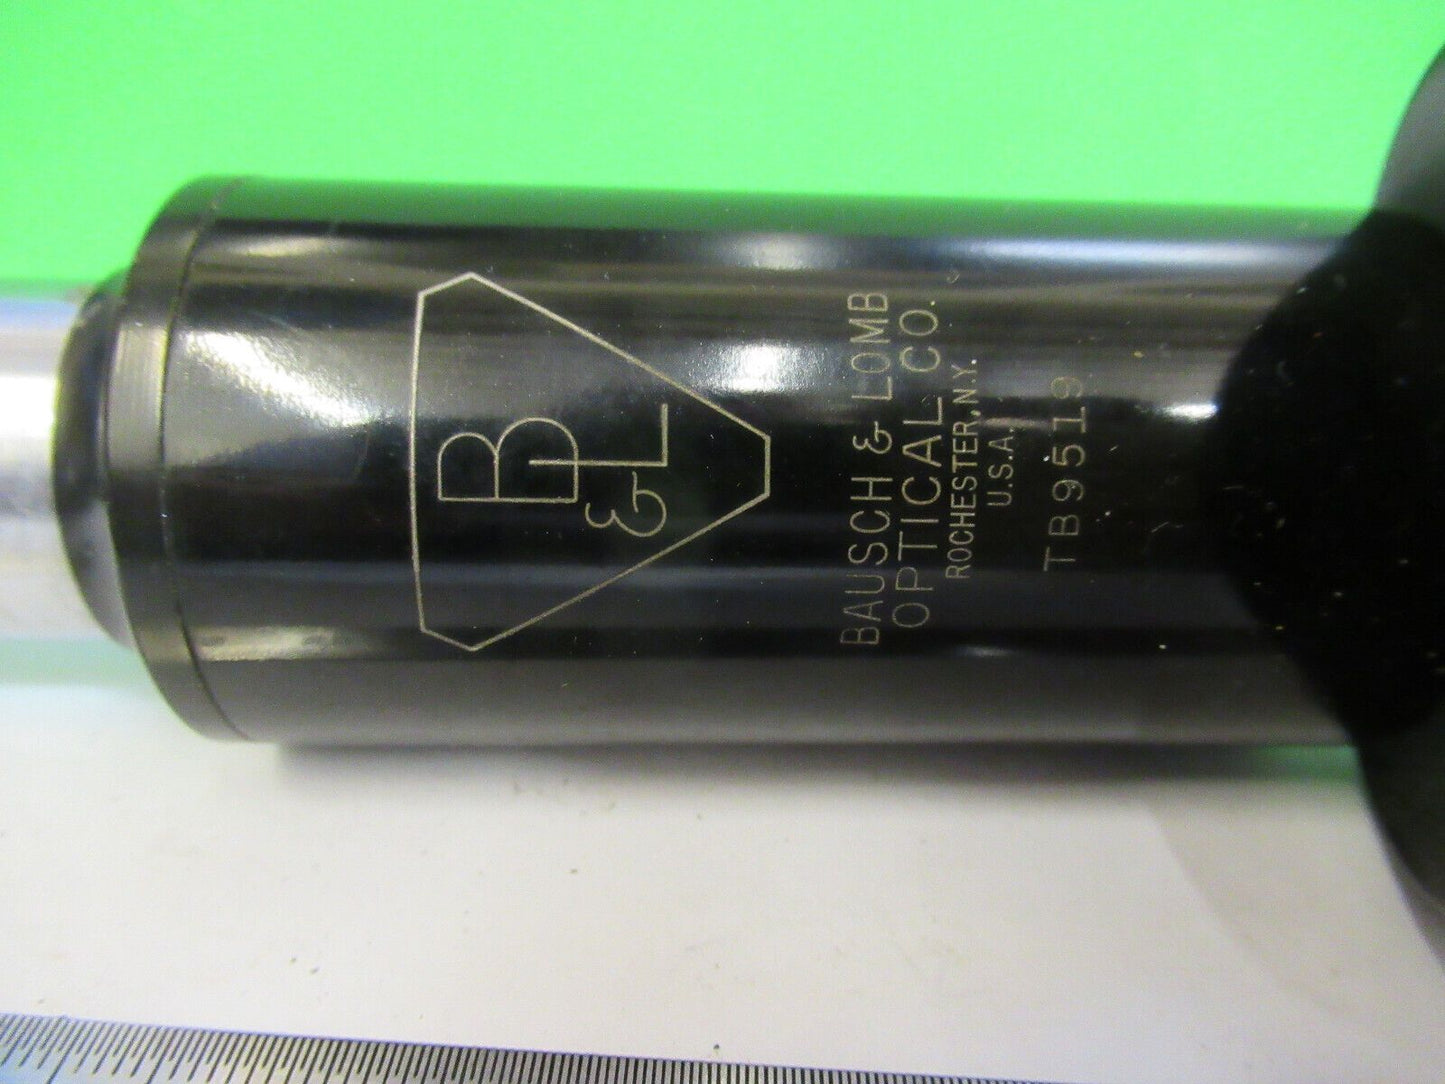 B&L
BAUSCH & LOMB
OPTICAL CO.
ROCHESTER, N.Y.
U.S.A.
TB9519